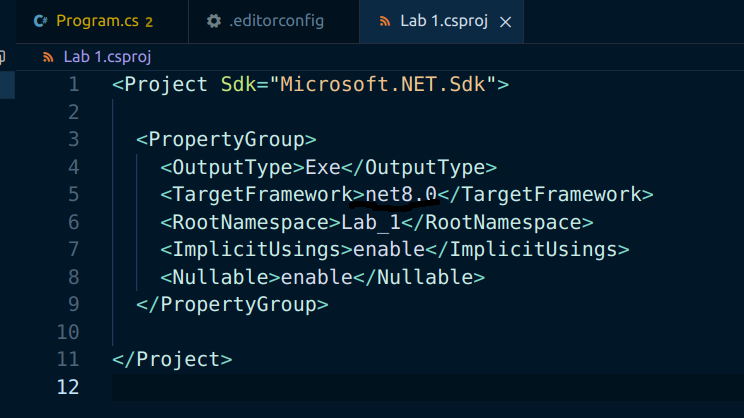 Program.cs 2
.editorconfig
Lab 1.csproj
Lab 1.csproj
1 <Project Sdk="Microsoft.NET.Sdk">
2
3 <PropertyGroup>
4 <OutputType>Exe</OutputType>
5 <TargetFramework>net8.0</TargetFramework>
6 <RootNamespace>Lab_1</RootNamespace>
7 <ImplicitUsings>enable</ImplicitUsings>
8 <Nullable>enable</Nullable>
9 </PropertyGroup>
10
11 </Project>
12